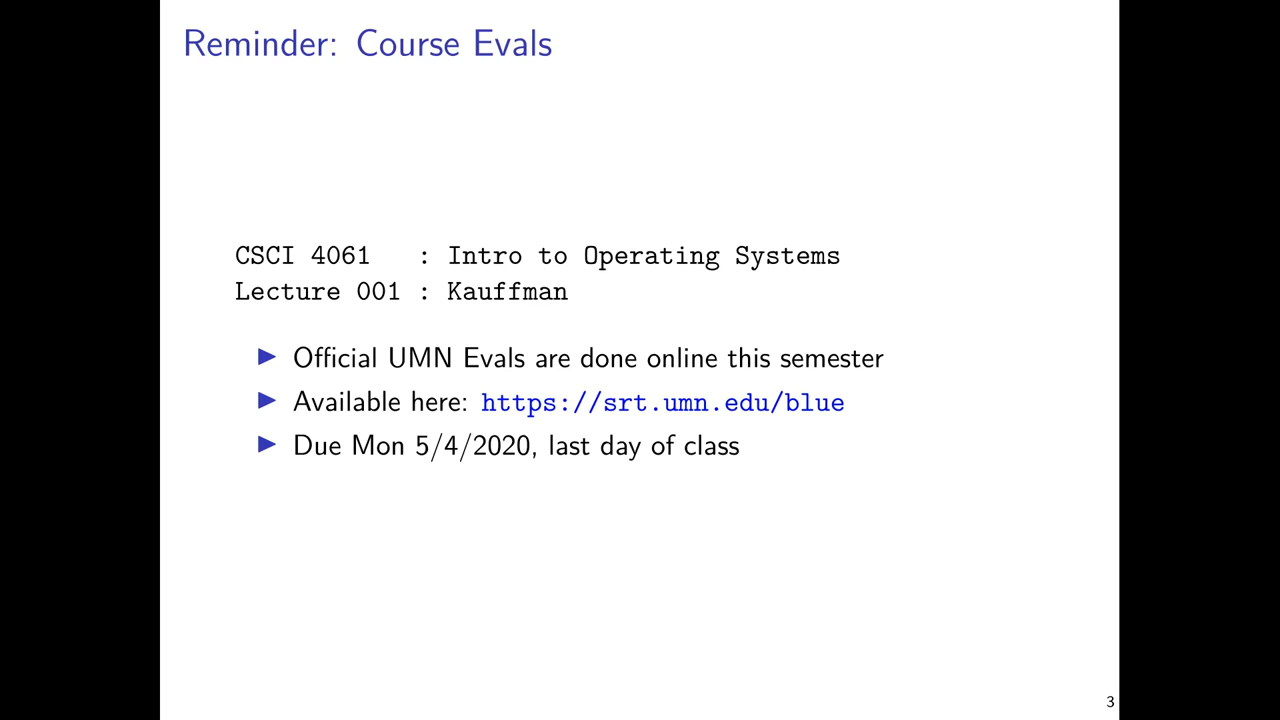 Reminder: Course Evals
CSCI 4061   : Intro to Operating Systems
Lecture 001 : Kauffman
▶ Official UMN Evals are done online this semester
▶ Available here: https://srt.umn.edu/blue
▶ Due Mon 5/4/2020, last day of class
3